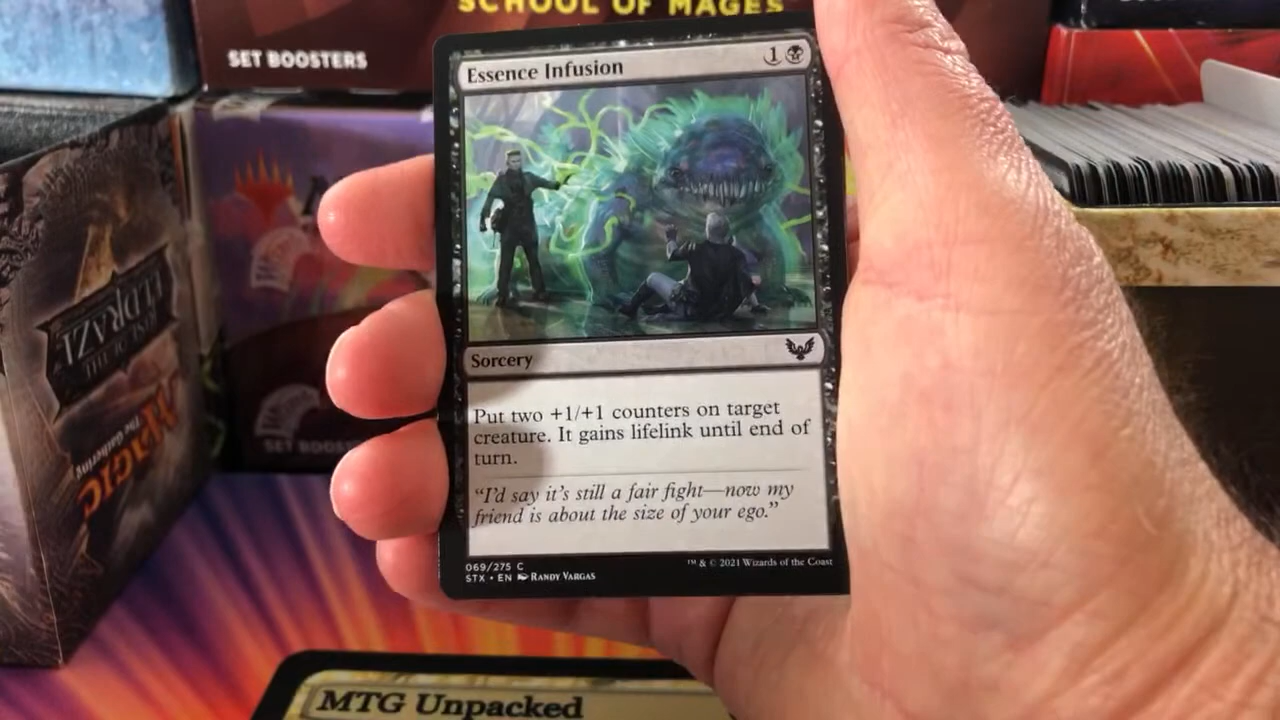 SCHOOL OF MAGES
SET BOOSTERS
Essence Infusion
1
Sorcery
Put two +1/+1 counters on target
creature. It gains lifelink until end of
turn.
"I'd say it's still a fair fight—now my
friend is about the size of your ego."
069/275 C
STX • EN RANDY VARGAS
™ & © 2021 Wizards of the Coast
RISE OF THE
ELDRAZI
MAGIC
The Gathering
SET BOOS
MTG Unpacked